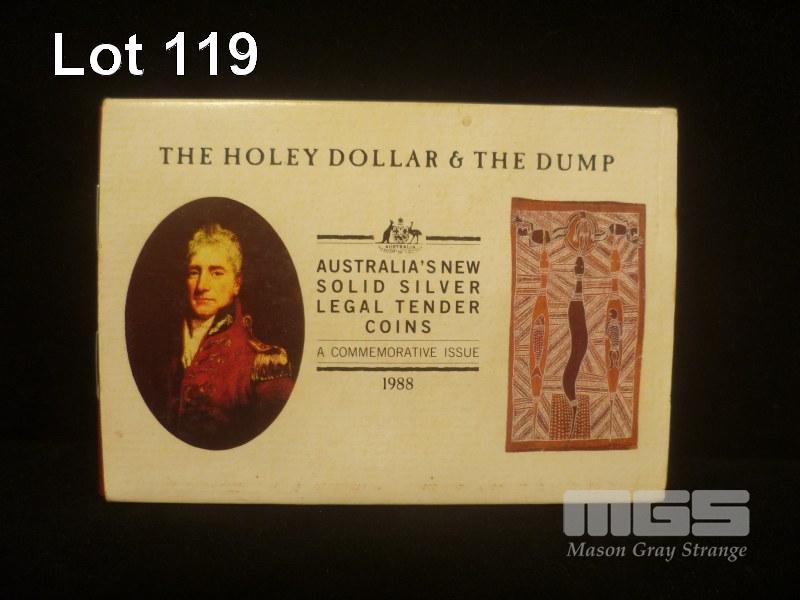 Lot 119
THE HOLEY DOLLAR & THE DUMP
AUSTRALIA
AUSTRALIA'S NEW
SOLID SILVER
LEGAL TENDER
COINS
A COMMEMORATIVE ISSUE
1988
MGS
Mason Gray Strange